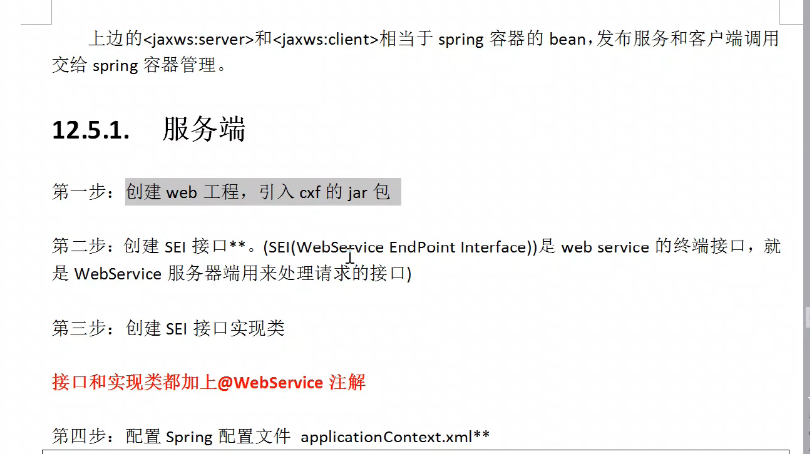 上边的<jaxws:server>和<jaxws:client>相当于 spring 容器的 bean，发布服务和客户端调用
交给 spring 容器管理。
12.5.1. 服务端
第一步：创建 web 工程，引入 cxf 的 jar 包
第二步：创建 SEI 接口**。(SEI(WebService EndPoint Interface))是 web service 的终端接口，就
是 WebService 服务器端用来处理请求的接口)
第三步：创建 SEI 接口实现类
接口和实现类都加上@WebService 注解
第四步：配置 Spring 配置文件 applicationContext.xml**